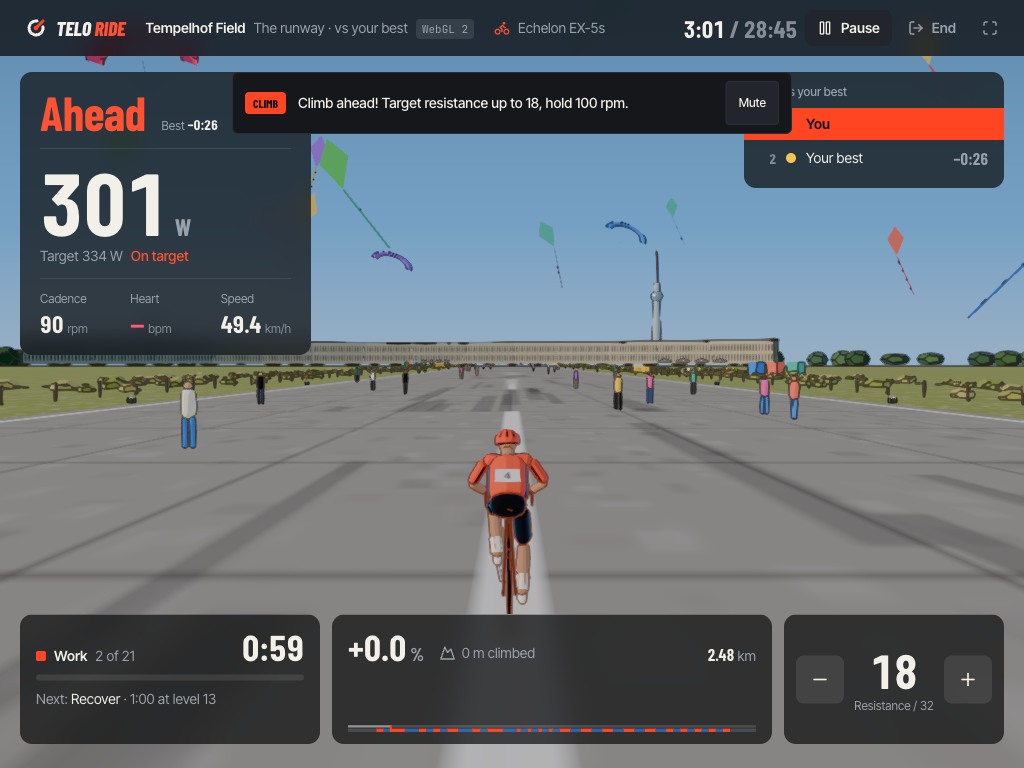 TELO RIDE Tempelhof Field The runway · vs your best WebGL 2 Echelon EX-5s 3:01 / 28:45 Pause End
CLIMB Climb ahead! Target resistance up to 18, hold 100 rpm. Mute
Ahead Best −0:26
301 W
Target 334 W On target
Cadence Heart Speed
90 rpm — bpm 49.4 km/h
s your best
You
2 Your best −0:26
4
Work 2 of 21 0:59
Next: Recover · 1:00 at level 13
+0.0 % 0 m climbed 2.48 km
− 18 +
Resistance / 32